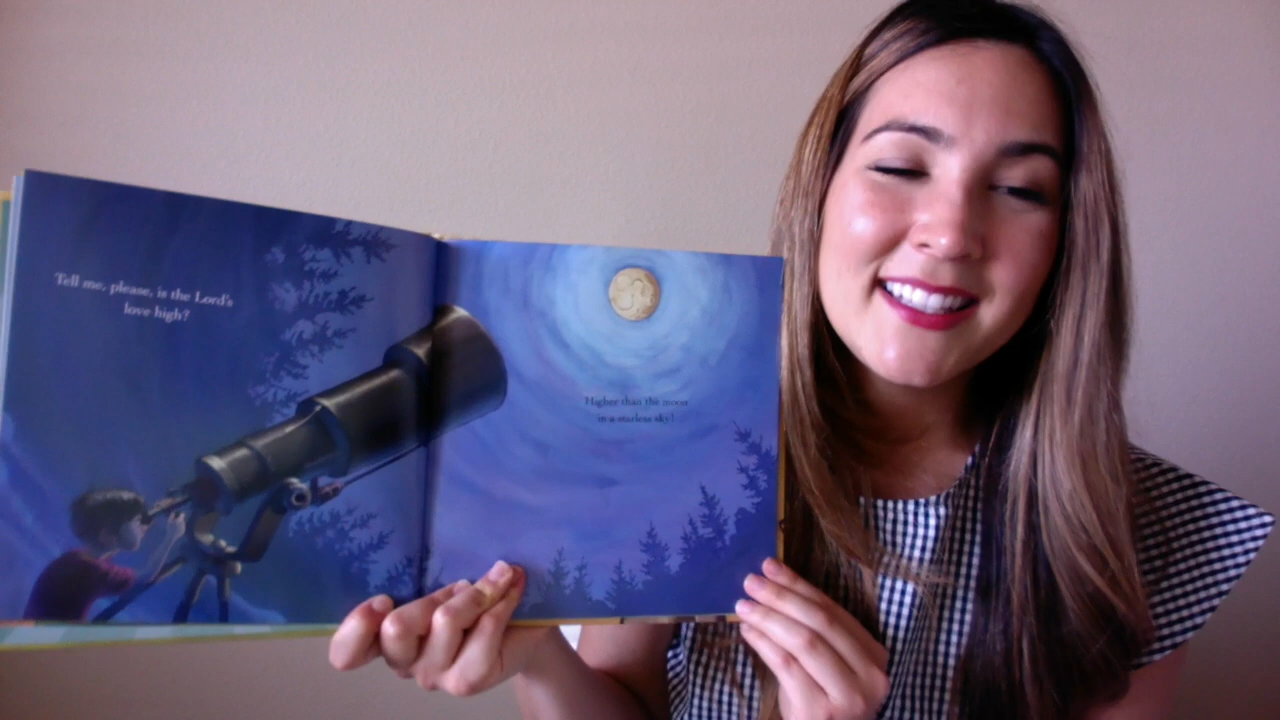 Tell me, please, is the Lord's
love high?
Higher than the moon
in a starless sky!